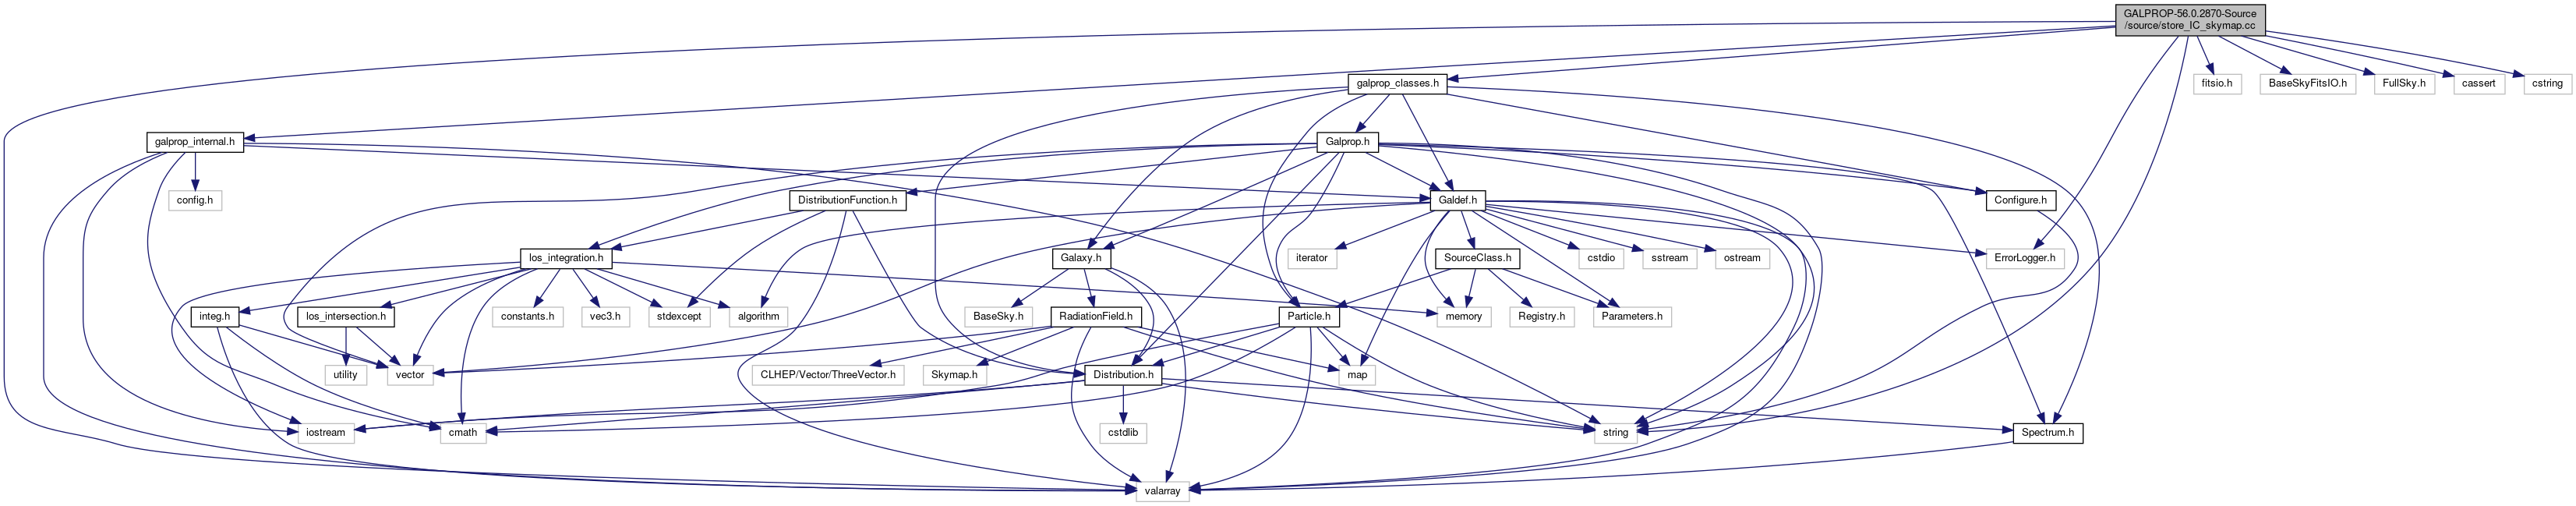 GALPROP-56.0.2870-Source
/source/store_IC_skymap.cc
galprop_classes.h
fitsio.h
BaseSkyFitsIO.h
FullSky.h
cassert
cstring
galprop_internal.h
Galprop.h
config.h
DistributionFunction.h
Galdef.h
Configure.h
los_integration.h
Galaxy.h
iterator
SourceClass.h
cstdio
sstream
ostream
ErrorLogger.h
integ.h
los_intersection.h
constants.h
vec3.h
stdexcept
algorithm
BaseSky.h
RadiationField.h
Particle.h
memory
Registry.h
Parameters.h
utility
vector
CLHEP/Vector/ThreeVector.h
Skymap.h
Distribution.h
map
iostream
cmath
cstdlib
string
Spectrum.h
valarray